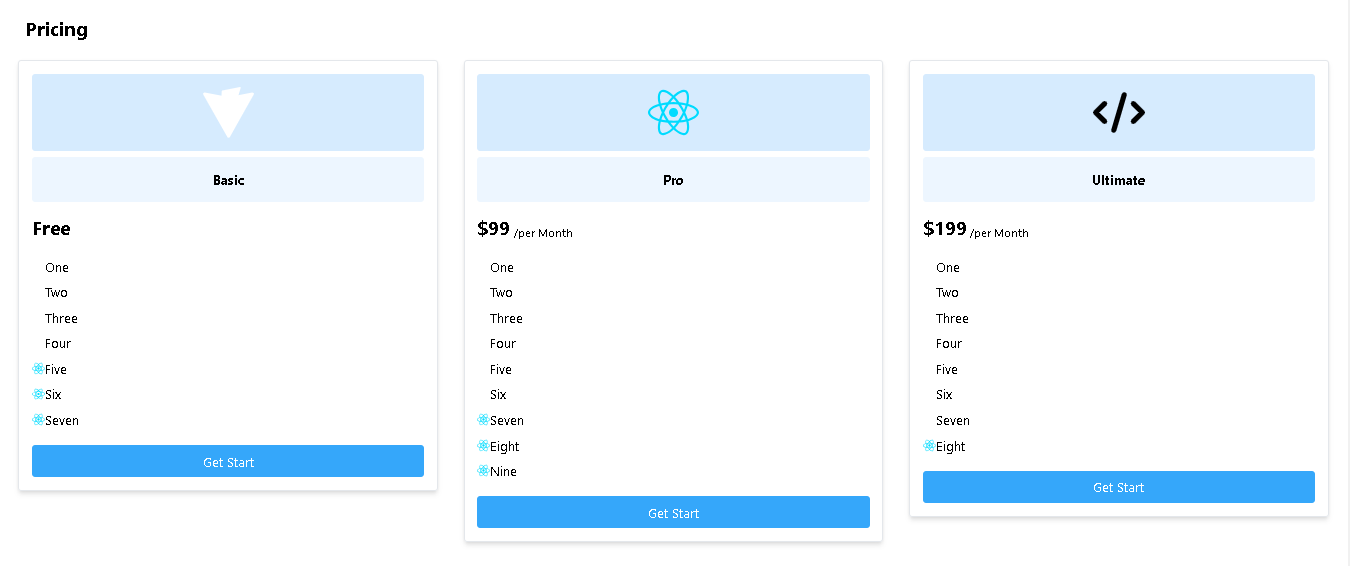 Pricing
Basic
Free
One
Two
Three
Four
Five
Six
Seven
Get Start
Pro
$99 /per Month
One
Two
Three
Four
Five
Six
Seven
Eight
Nine
Get Start
Ultimate
$199 /per Month
One
Two
Three
Four
Five
Six
Seven
Eight
Get Start